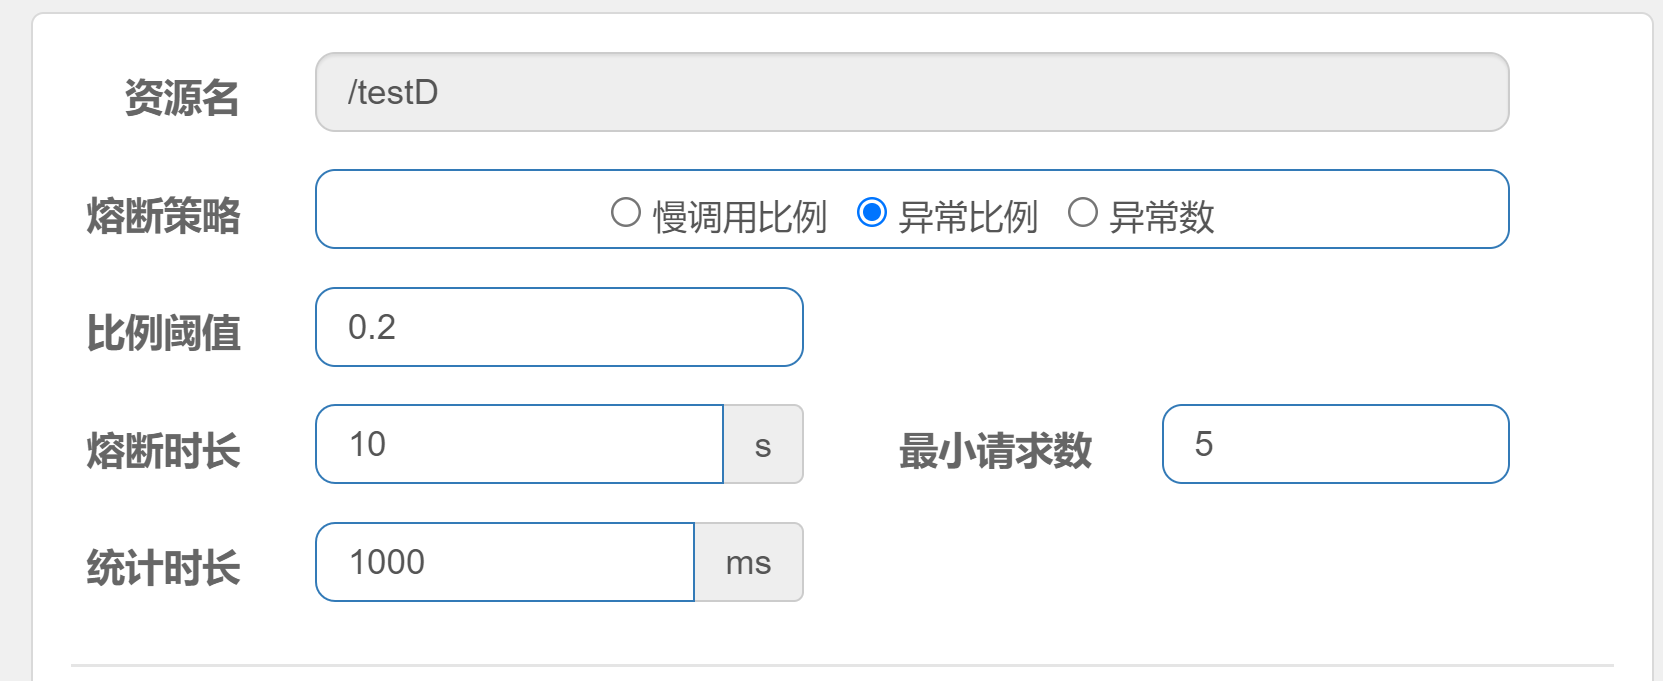 资源名 /testD
熔断策略 慢调用比例 异常比例 异常数
比例阈值 0.2
熔断时长 10 s 最小请求数 5
统计时长 1000 ms